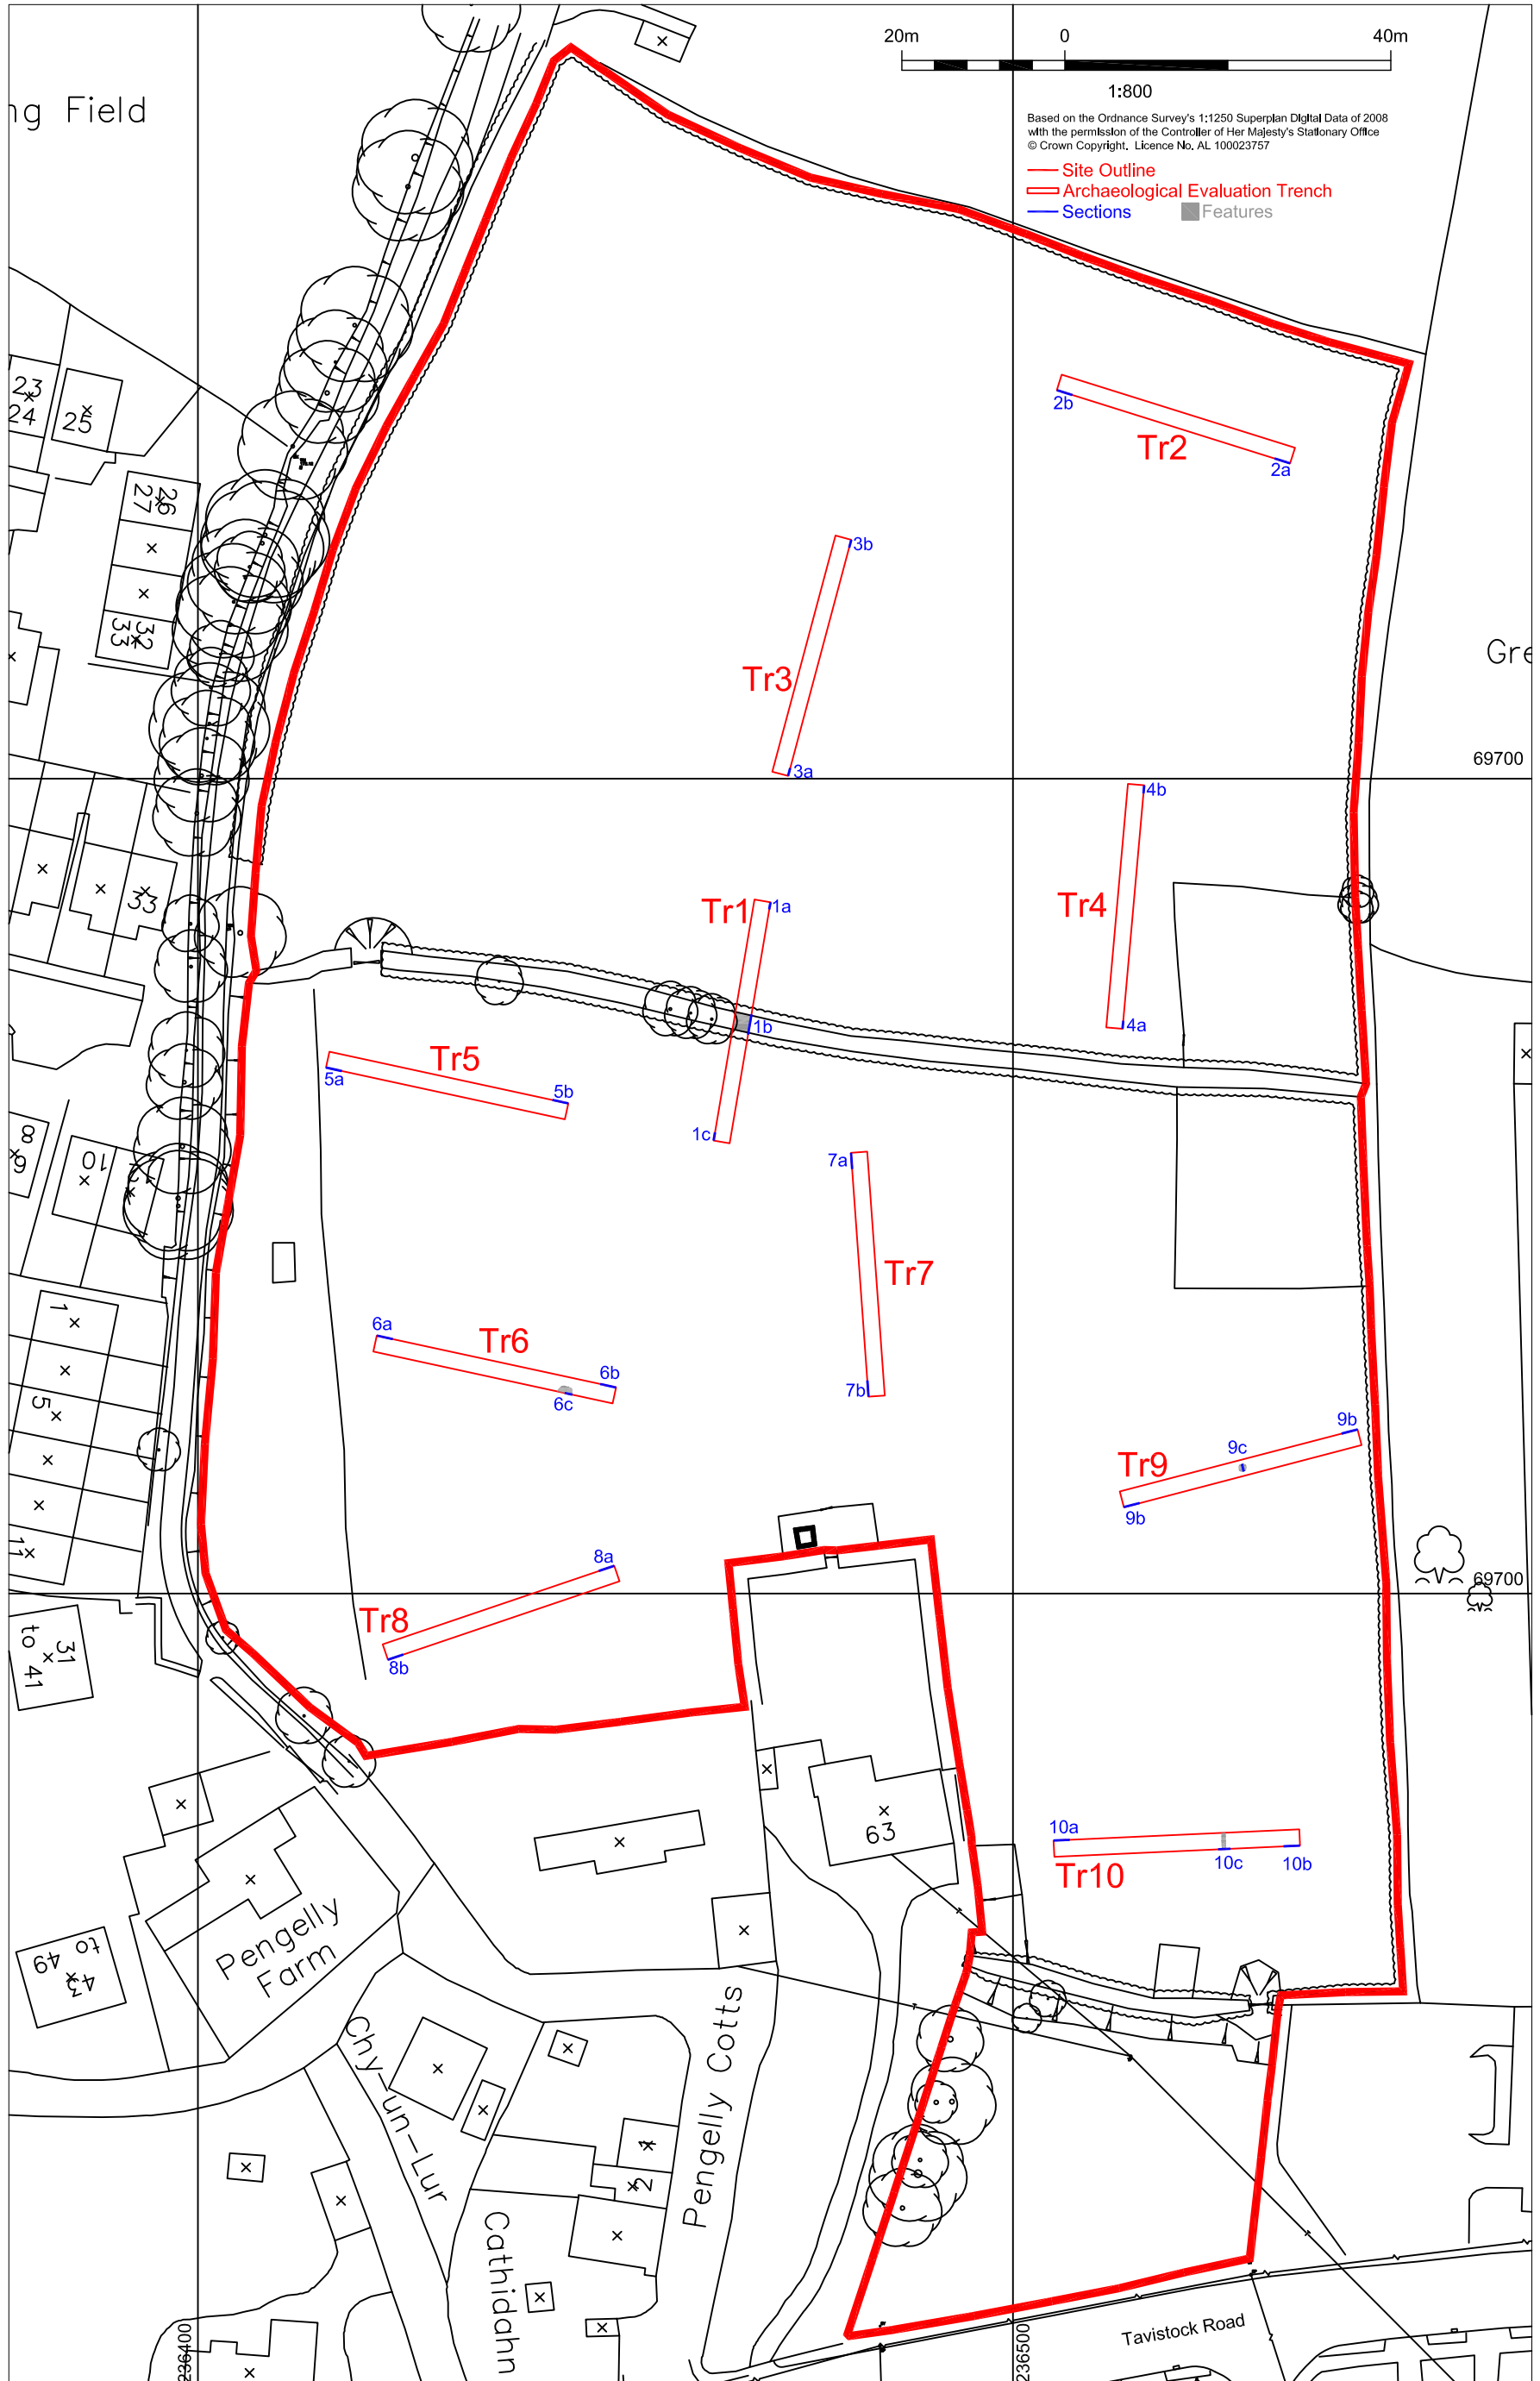 20m 0 40m
1:800
Based on the Ordnance Survey's 1:1250 Superplan Digital Data of 2008
with the permission of the Controller of Her Majesty's Stationary Office
© Crown Copyright. Licence No. AL 100023757
Site Outline
Archaeological Evaluation Trench
Sections Features
ng Field
23
24
25
26
27
32
33
2b
Tr2
2a
3b
Tr3
3a
Gre
69700
4b
Tr4
4a
33
Tr1
1a
1b
1c
Tr5
5a
5b
7a
Tr7
7b
8
9
10
6a
Tr6
6b
6c
1
5
11
9b
9c
Tr9
9b
8a
Tr8
8b
69700
31
to
41
63
10a
Tr10
10c
10b
43
to
49
Pengelly
Farm
Chy-un-Lur
Cathidahn
Pengelly Cotts
1
2
Tavistock Road
236400
236500